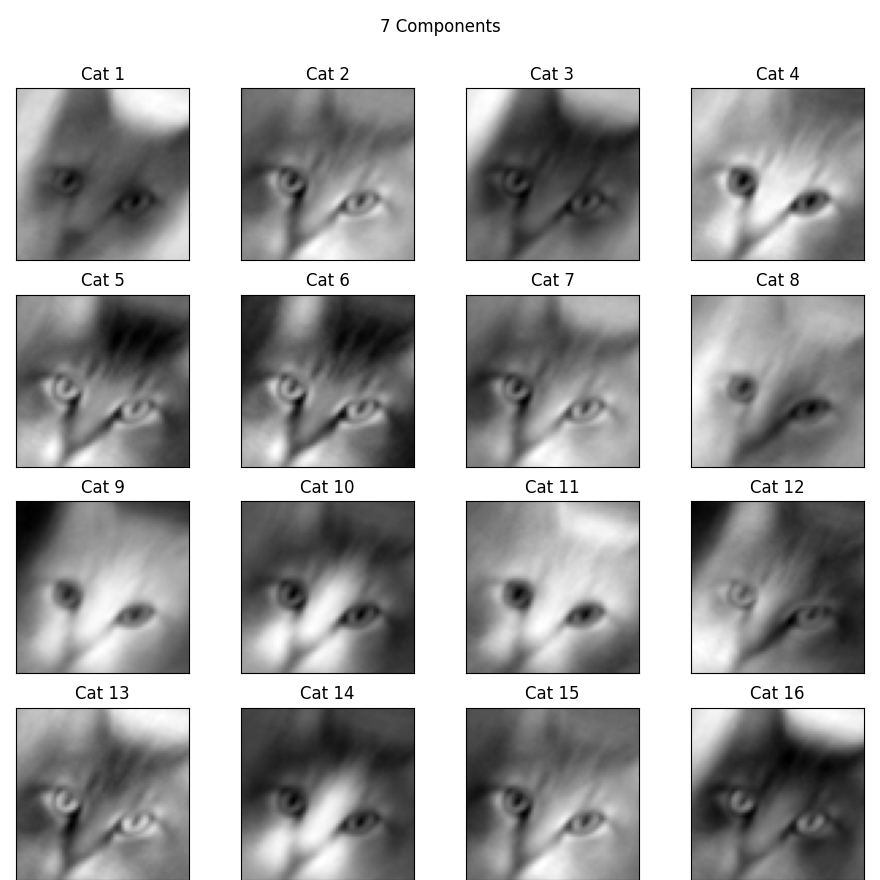 7 Components
Cat 1 Cat 2 Cat 3 Cat 4
Cat 5 Cat 6 Cat 7 Cat 8
Cat 9 Cat 10 Cat 11 Cat 12
Cat 13 Cat 14 Cat 15 Cat 16